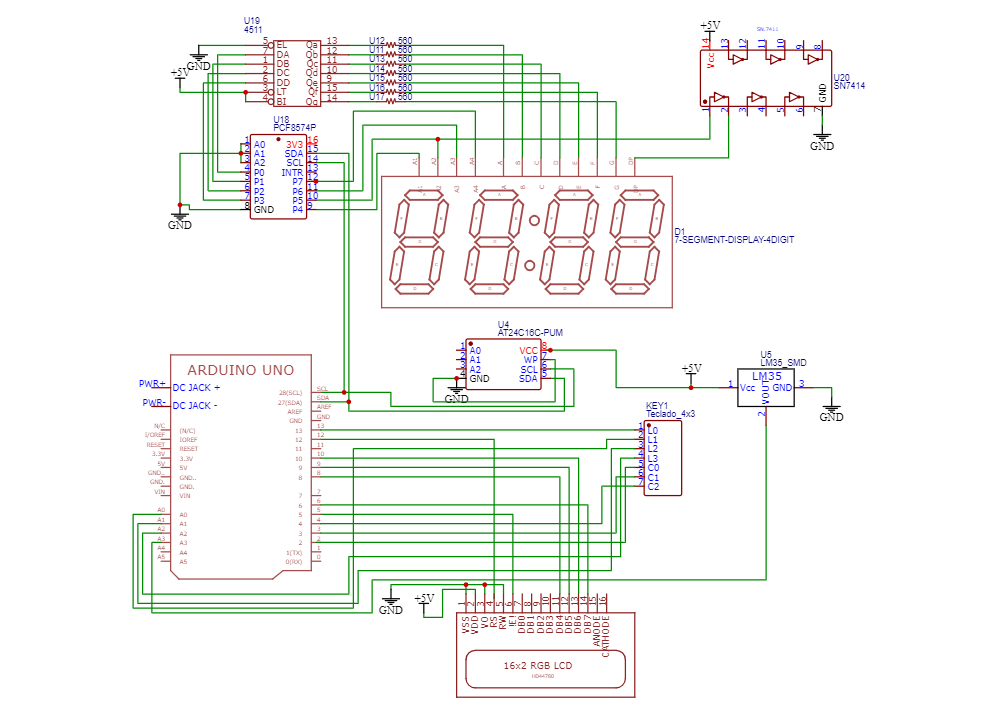 U19
4511
5 EL Qa 13 U12 560
7 DA Qb 12 U11 560
1 DB Qc 11 U13 560
2 DC Qd 10 U14 560
6 DD Qe 9 U15 560
3 LT Qf 15 U16 560
4 BI Qg 14 U17 560
GND
+5V
U18
PCF8574P
1 A0 3V3 16
2 A1 SDA 15
3 A2 SCL 14
4 P0 INTR 13
5 P1 P7 12
6 P2 P6 11
7 P3 P5 10
8 GND P4 9
GND
+5V
SN,7411
14 13 12 11 10 9 8
Vcc
GND
1 2 3 4 5 6 7
U20
SN7414
GND
A1 A2 A3 A4 A B C D E F G DP
A1 A2 A3 A4 A B C D E F G DP
D1
7-SEGMENT-DISPLAY-4DIGIT
U4
AT24C16C-PUM
1 A0 VCC 8
2 A1 WP 7
3 A2 SCL 6
4 GND SDA 5
GND
+5V
U5
LM35_SMD
LM35
1 Vcc GND 3
VOUT
2
GND
KEY1
Teclado_4x3
1 L0
2 L1
3 L2
4 L3
5 C0
6 C1
7 C2
ARDUINO UNO
PWR+ DC JACK +
PWR- DC JACK -
28(SCL) SCL
27(SDA) SDA
AREF AREF
GND GND
N/C (N/C) 13 13
I/OREF IOREF 12 12
RESET RESET 11 11
3.3V 3.3V 10 10
5V 5V 9 9
GND.. GND.. 8 8
GND. GND.
VIN VIN 7 7
6 6
A0 A0 5 5
A1 A1 4 4
A2 A2 3 3
A3 A3 2 2
A4 A4 1(TX) 1
A5 A5 0(RX) 0
GND
+5V
1 2 3 4 5 6 7 8 9 10 11 12 13 14 15 16
VSS VDD VO RS RW E! DB0 DB1 DB2 DB3 DB4 DB5 DB6 DB7 ANODE CATHODE
16x2 RGB LCD
HD44780